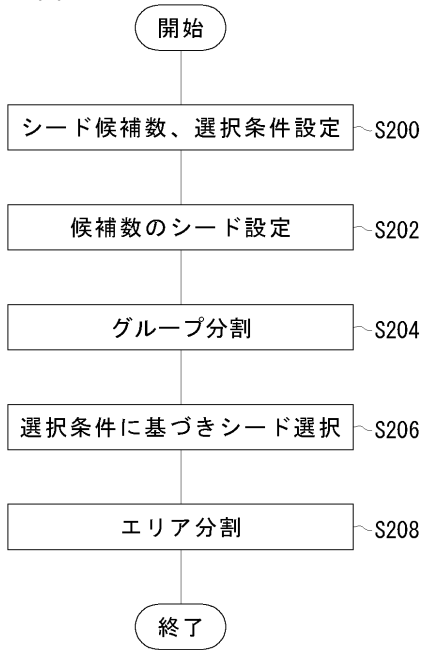 開始
シード候補数、選択条件設定
S200
候補数のシード設定
S202
グループ分割
S204
選択条件に基づきシード選択
S206
エリア分割
S208
終了